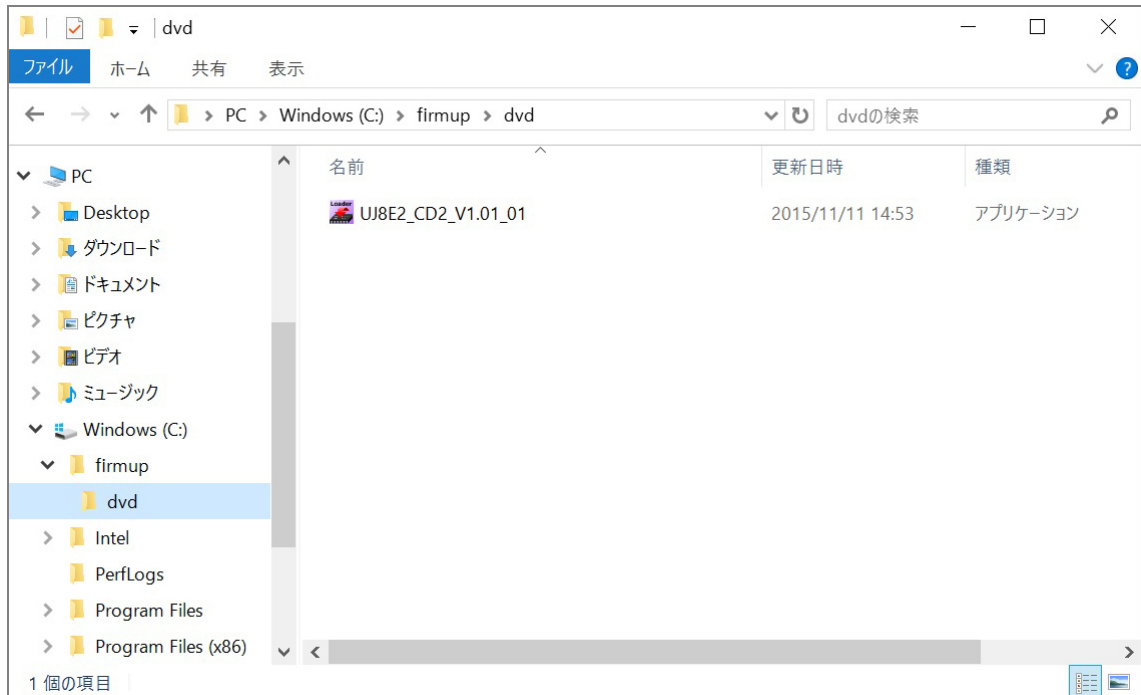 dvd
ファイル ホーム 共有 表示 ?
PC > Windows (C:) > firmup > dvd dvdの検索
名前 更新日時 種類
PC
Desktop
ダウンロード
ドキュメント
ピクチャ
ビデオ
ミュージック
Windows (C:)
firmup
dvd
Intel
PerfLogs
Program Files
Program Files (x86)
Loader
UJ8E2_CD2_V1.01_01 2015/11/11 14:53 アプリケーション
1 個の項目